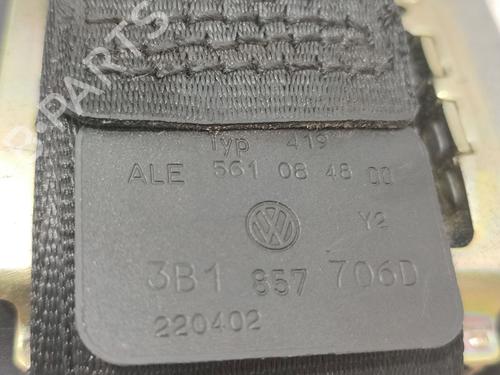 Typ 419
ALE 561 08 48 00
Y2
3B1 857 706D
220402